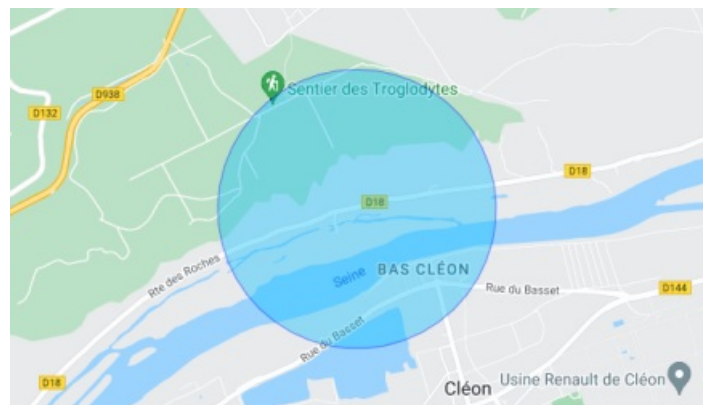 Sentier des Troglodytes
D938
D132
D18
D18
Rte des Roches
Seine
BAS CLÉON
Rue du Basset
D144
Rue du Basset
D18
Cléon
Usine Renault de Cléon